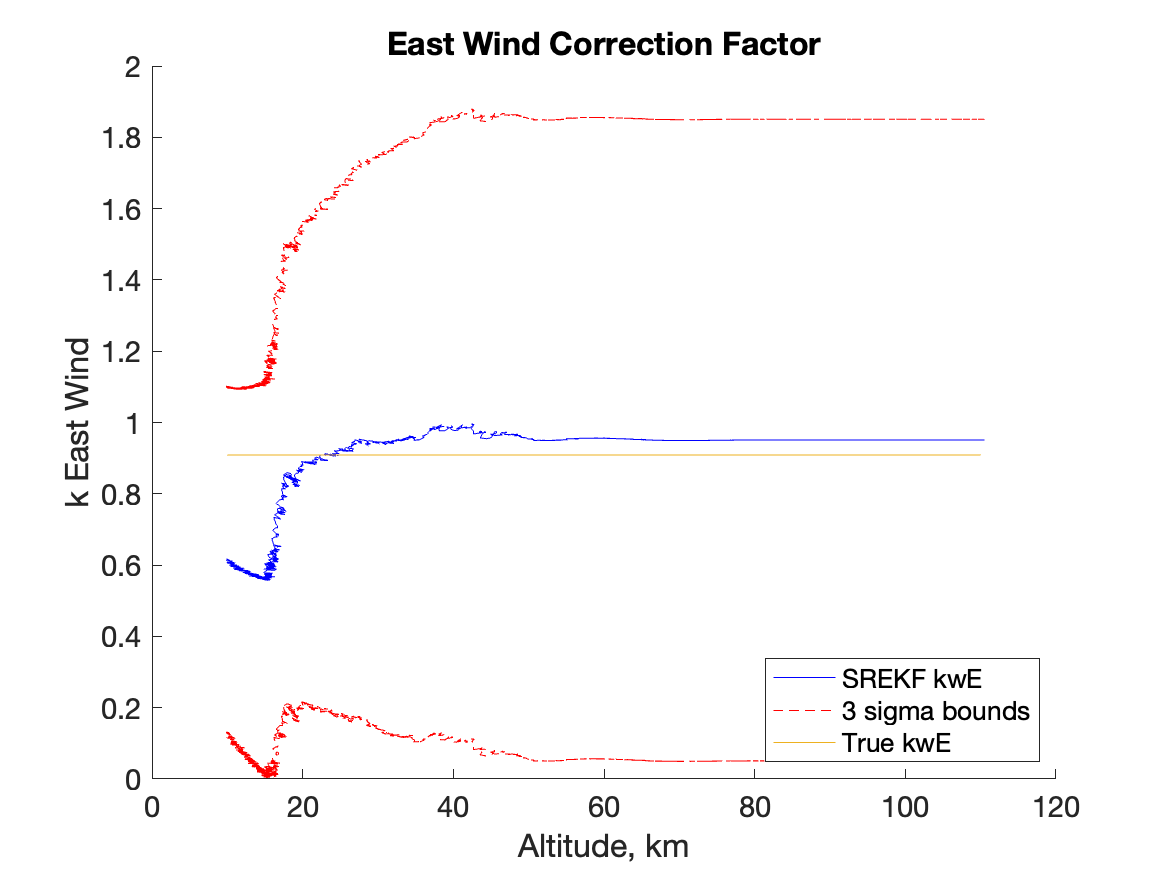 East Wind Correction Factor
2
1.8
1.6
1.4
1.2
1
0.8
0.6
0.4
0.2
0
k East Wind
0 20 40 60 80 100 120
Altitude, km
SREKF kwE
3 sigma bounds
True kwE